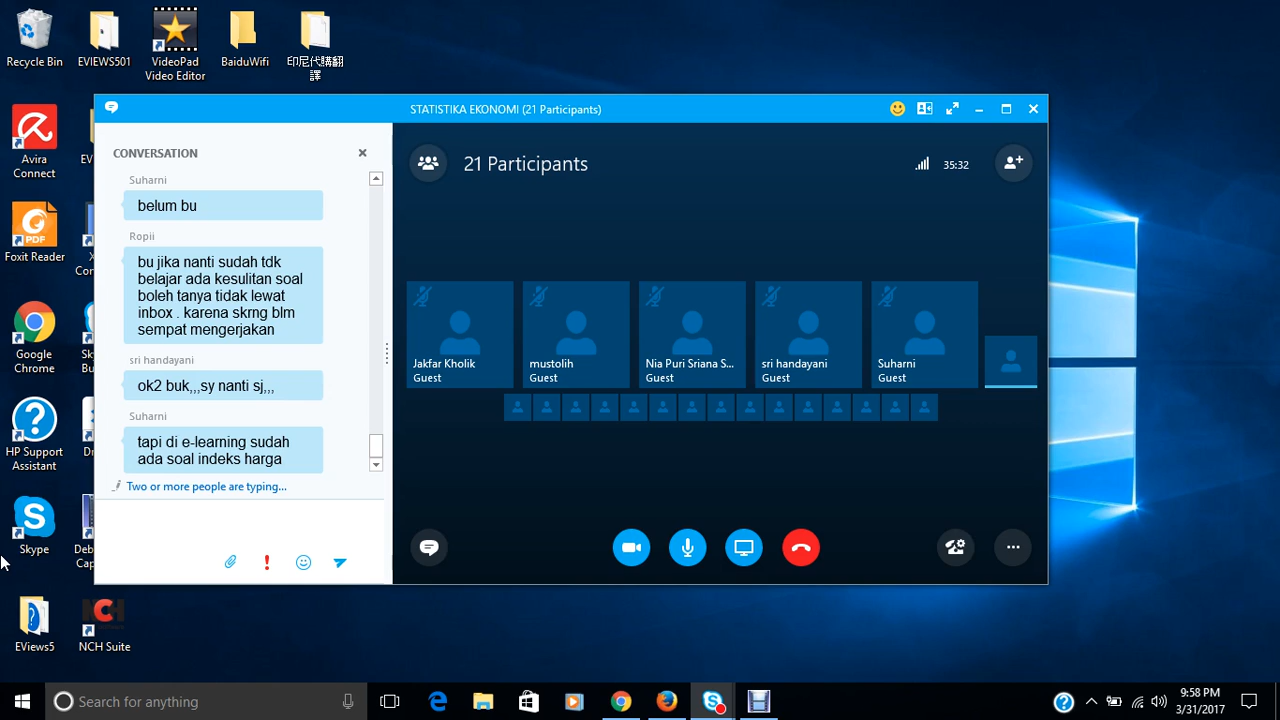 Recycle Bin
EVIEWS501
VideoPad
Video Editor
BaiduWifi
印尼代購翻
譯
Avira
Connect
Foxit Reader
PDF
Google
Chrome
HP Support
Assistant
Skype
EViews5
NCH Suite
STATISTIKA EKONOMI (21 Participants)
CONVERSATION
Suharni
belum bu
Ropii
bu jika nanti sudah tdk
belajar ada kesulitan soal
boleh tanya tidak lewat
inbox . karena skrng blm
sempat mengerjakan
sri handayani
ok2 buk,,,sy nanti sj,,,
Suharni
tapi di e-learning sudah
ada soal indeks harga
Two or more people are typing...
21 Participants
35:32
Jakfar Kholik
Guest
mustolih
Guest
Nia Puri Sriana S...
Guest
sri handayani
Guest
Suharni
Guest
Search for anything
9:58 PM
3/31/2017